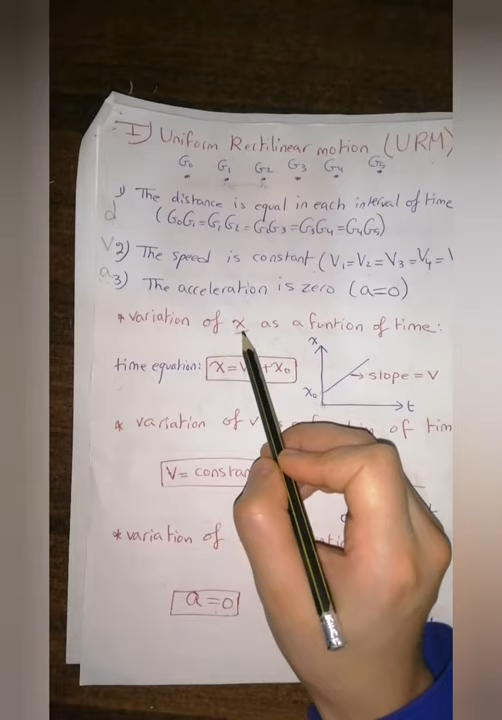 I) Uniform Rectilinear motion (URM)
G₀ G₁ G₂ G₃ G₄ G₅
1) The distance is equal in each interval of time
d
(G₀G₁=G₁G₂=G₂G₃=G₃G₄=G₄G₅)
V 2) The speed is constant (V₁=V₂=V₃=V₄=V
a 3) The acceleration is zero (a=0)
*variation of x as a funtion of time:
time equation: x=V +x₀
x
x₀
slope = V
t
* variation of v of tim
V= constan
t
*variation of
a=0